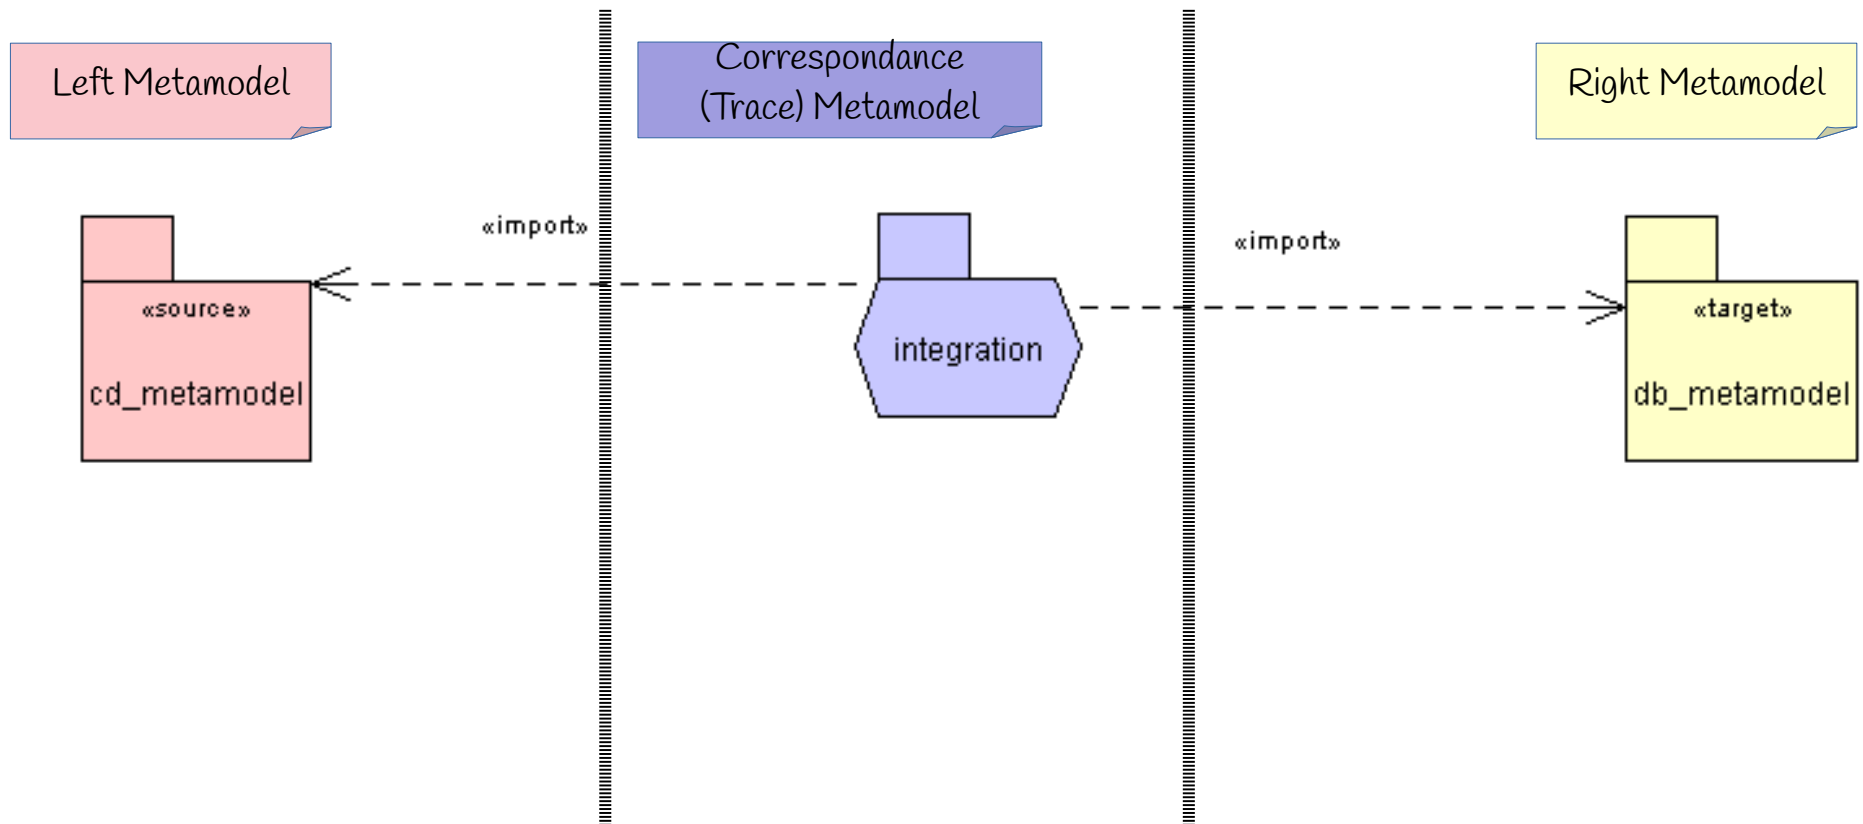 Left Metamodel
Correspondance
(Trace) Metamodel
Right Metamodel
«import»
«import»
«source»
cd_metamodel
integration
«target»
db_metamodel